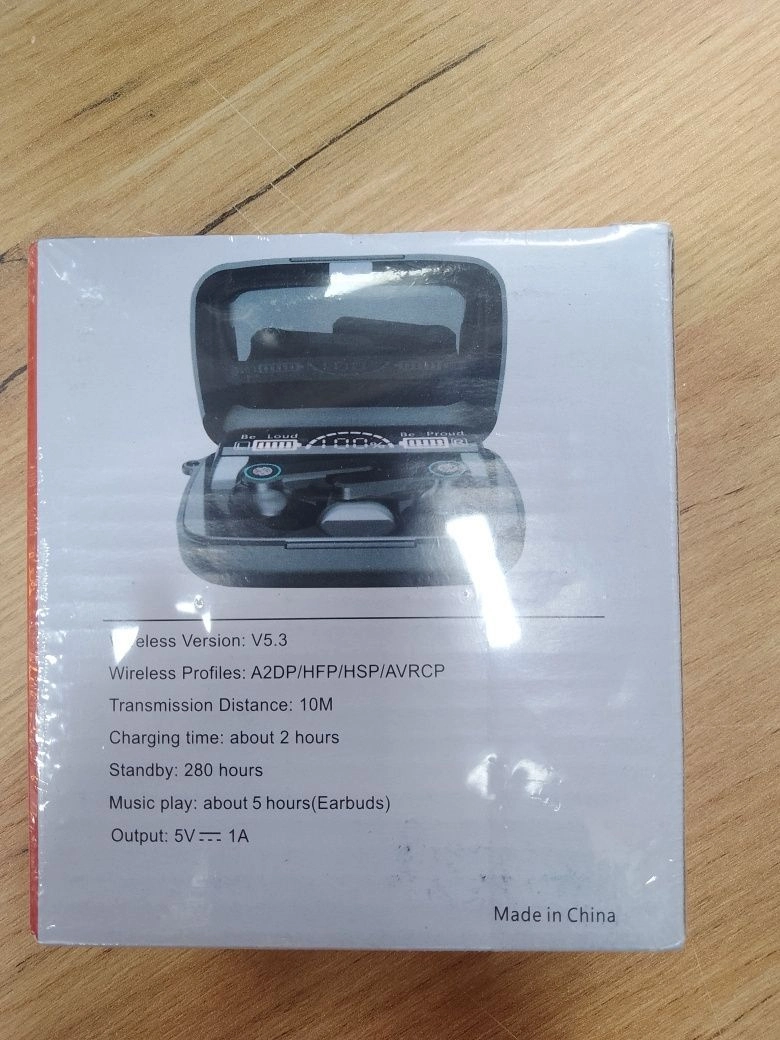 Be Loud 100% Be Proud
Version: V5.3
Wireless Profiles: A2DP/HFP/HSP/AVRCP
Transmission Distance: 10M
Charging time: about 2 hours
Standby: 280 hours
Music play: about 5 hours(Earbuds)
Output: 5V⎓ 1A
Made in China